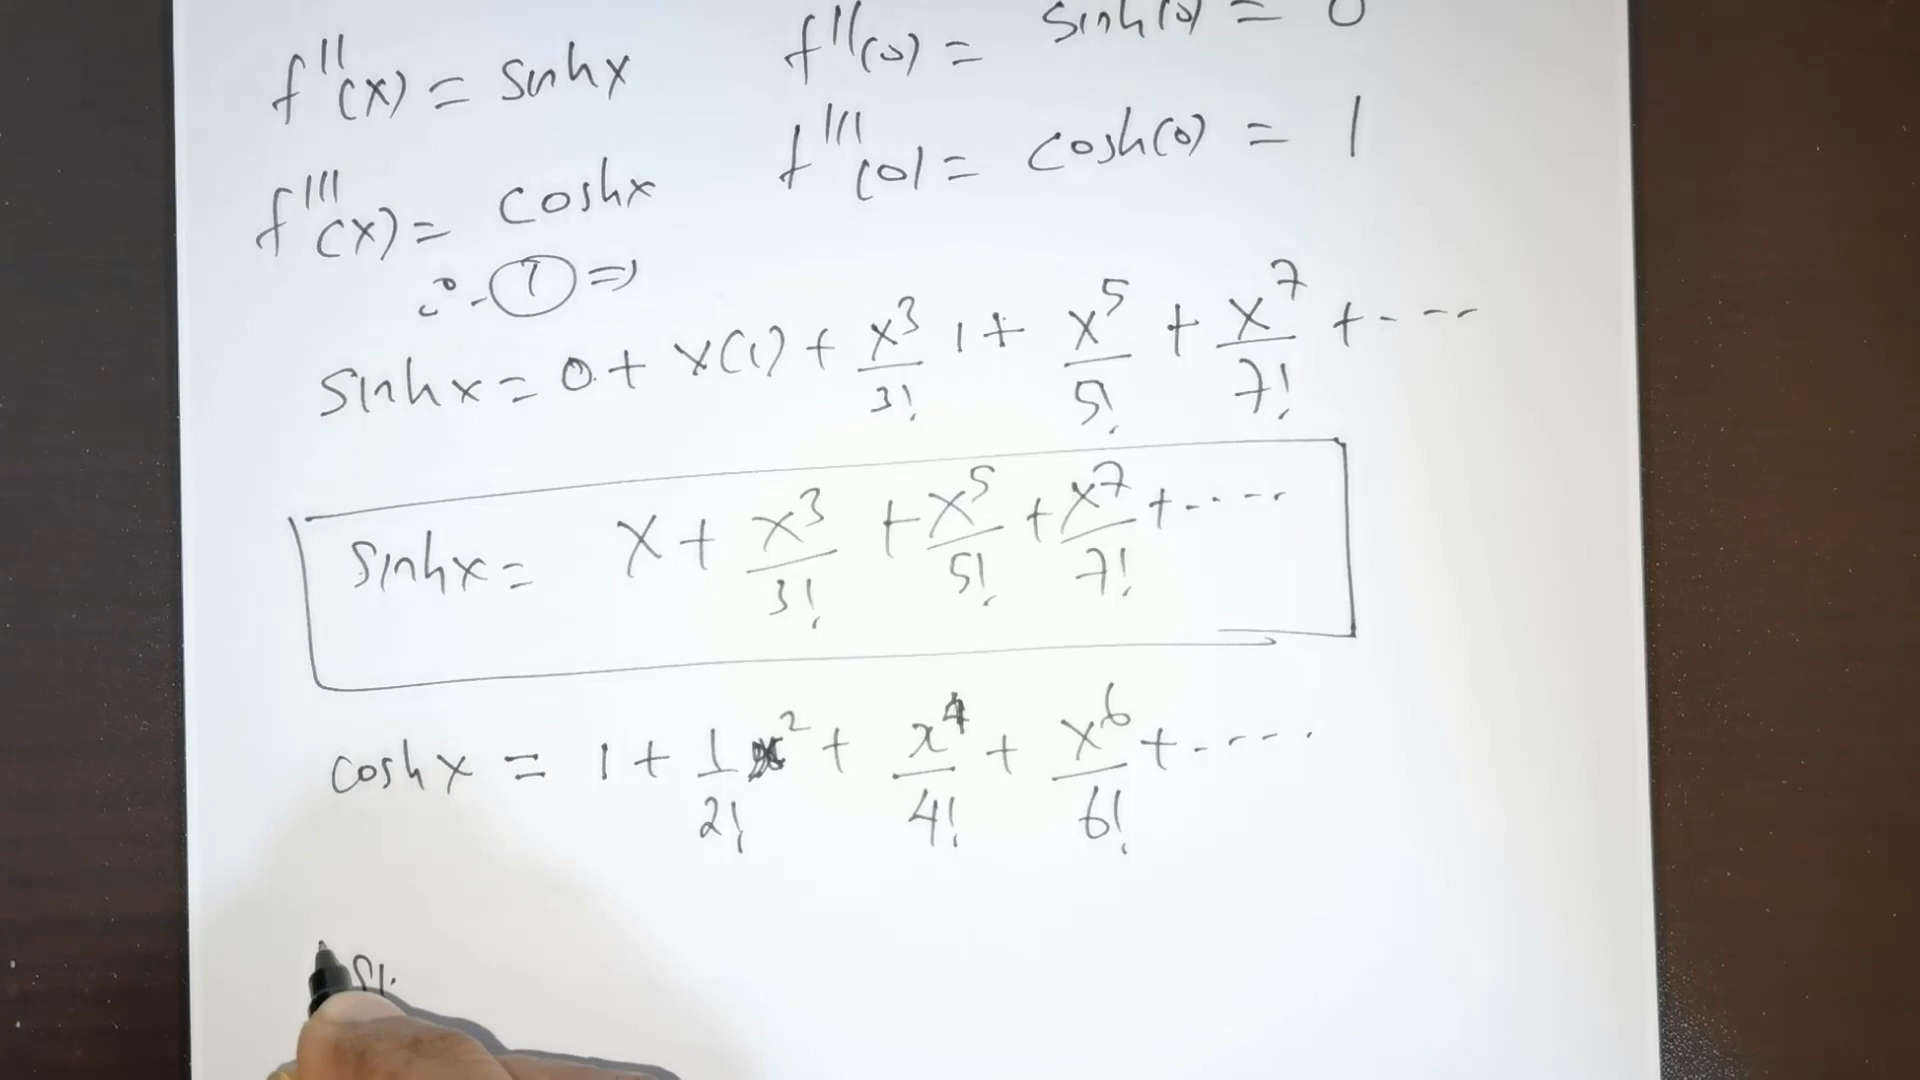 f''(x) = sinhx f''(0) = sinh(0) = 0
f'''(x) = coshx f'''(0) = cosh(0) = 1
∴ ① ⇒
sinhx = 0 + x(1) + x³/3! 1 + x⁵/5! + x⁷/7! + ----
sinhx = x + x³/3! + x⁵/5! + x⁷/7! + -----
coshx = 1 + 1/2! x² + x⁴/4! + x⁶/6! + -----